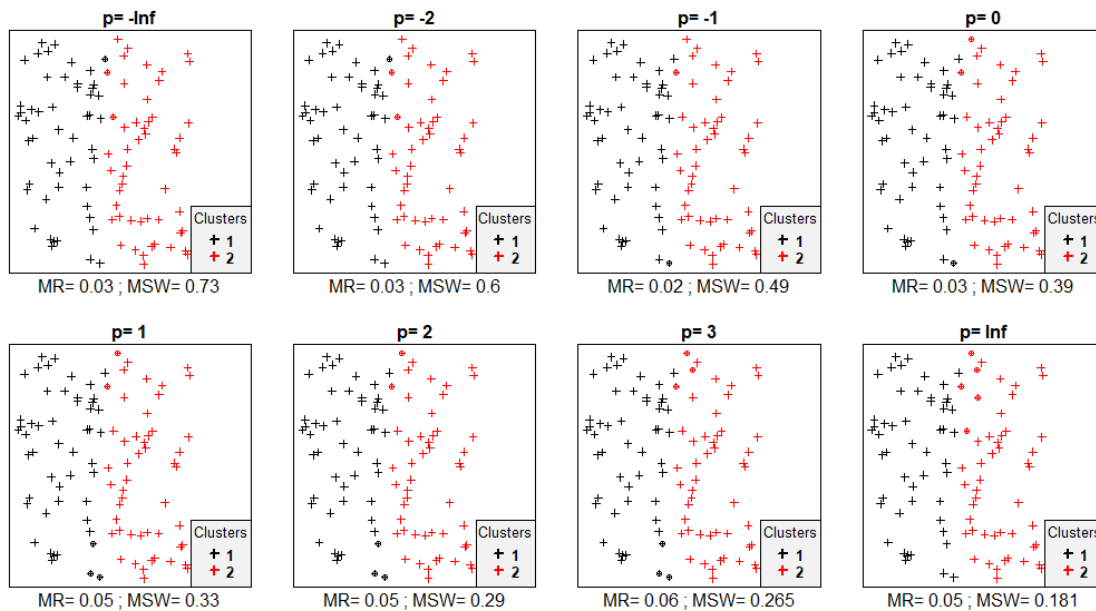 p= -Inf
p= -2
p= -1
p= 0
Clusters
1
2
Clusters
1
2
Clusters
1
2
Clusters
1
2
MR= 0.03 ; MSW= 0.73
MR= 0.03 ; MSW= 0.6
MR= 0.02 ; MSW= 0.49
MR= 0.03 ; MSW= 0.39
p= 1
p= 2
p= 3
p= Inf
Clusters
1
2
Clusters
1
2
Clusters
1
2
Clusters
1
2
MR= 0.05 ; MSW= 0.33
MR= 0.05 ; MSW= 0.29
MR= 0.06 ; MSW= 0.265
MR= 0.05 ; MSW= 0.181